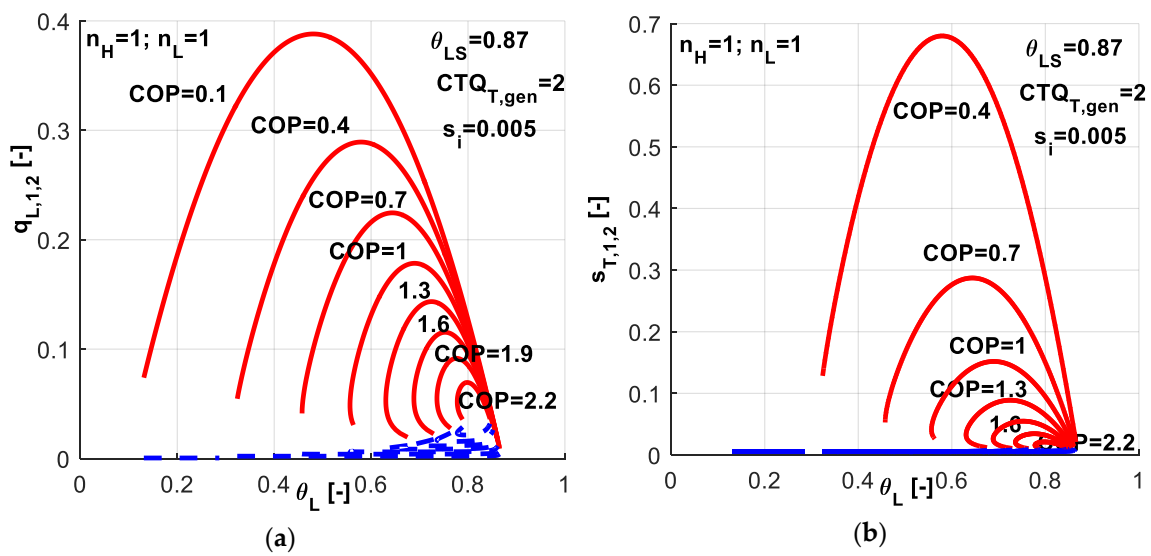 0.4
0.3
0.2
0.1
0
q_L,1,2 [-]
n_H=1; n_L=1
θ_LS=0.87
CTQ_T,gen=2
s_i=0.005
COP=0.1
COP=0.4
COP=0.7
COP=1
1.3
1.6
COP=1.9
COP=2.2
0 0.2 0.4 0.6 0.8 1
θ_L [-]
(a)
0.7
0.6
0.5
0.4
0.3
0.2
0.1
0
s_T,1,2 [-]
n_H=1; n_L=1
θ_LS=0.87
CTQ_T,gen=2
s_i=0.005
COP=0.4
COP=0.7
COP=1
COP=1.3
1.6
COP=2.2
0 0.2 0.4 0.6 0.8 1
θ_L [-]
(b)